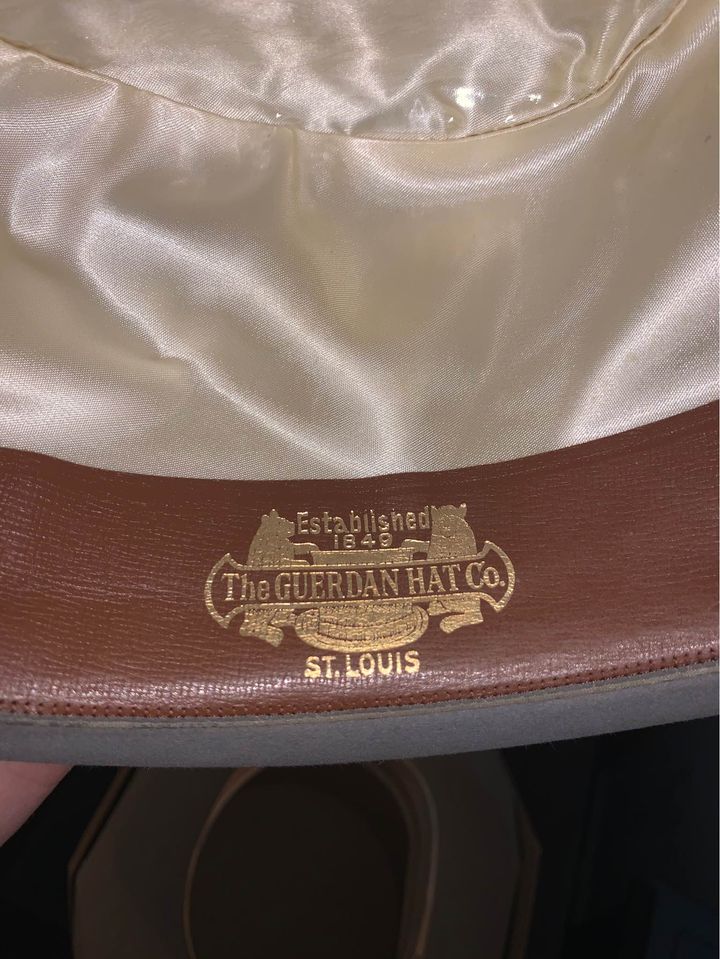 Established
1849
The GUERDAN HAT Co.
ST. LOUIS